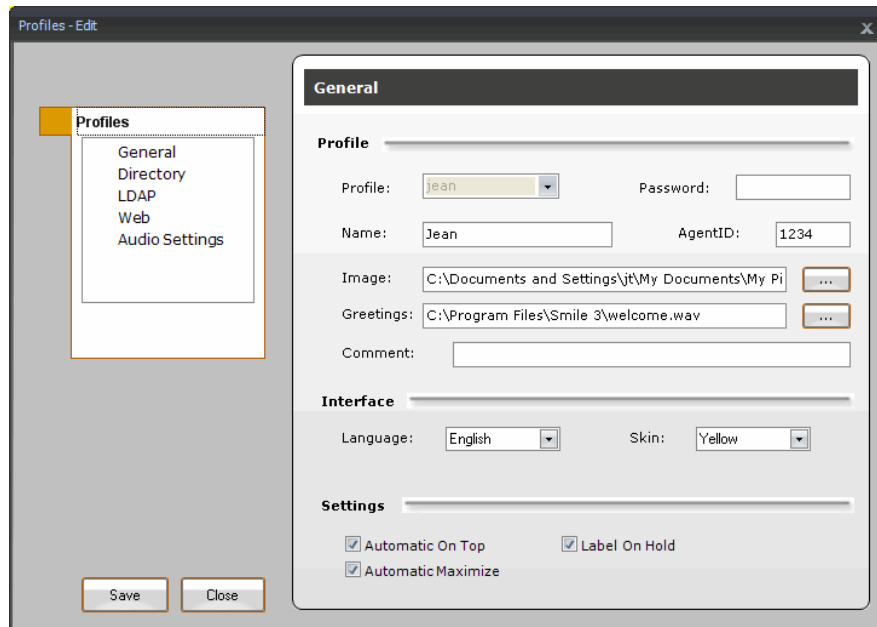 Profiles - Edit
x
Profiles
General
Directory
LDAP
Web
Audio Settings
Save
Close
General
Profile
Profile: jean Password:
Name: Jean AgentID: 1234
Image: C:\Documents and Settings\jt\My Documents\My Pi ...
Greetings: C:\Program Files\Smile 3\welcome.wav ...
Comment:
Interface
Language: English Skin: Yellow
Settings
Automatic On Top Label On Hold
Automatic Maximize